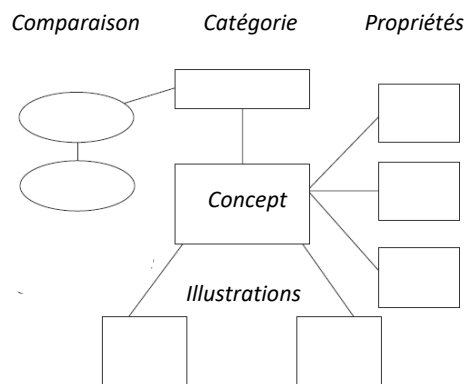 Comparaison
Catégorie
Propriétés
Concept
Illustrations